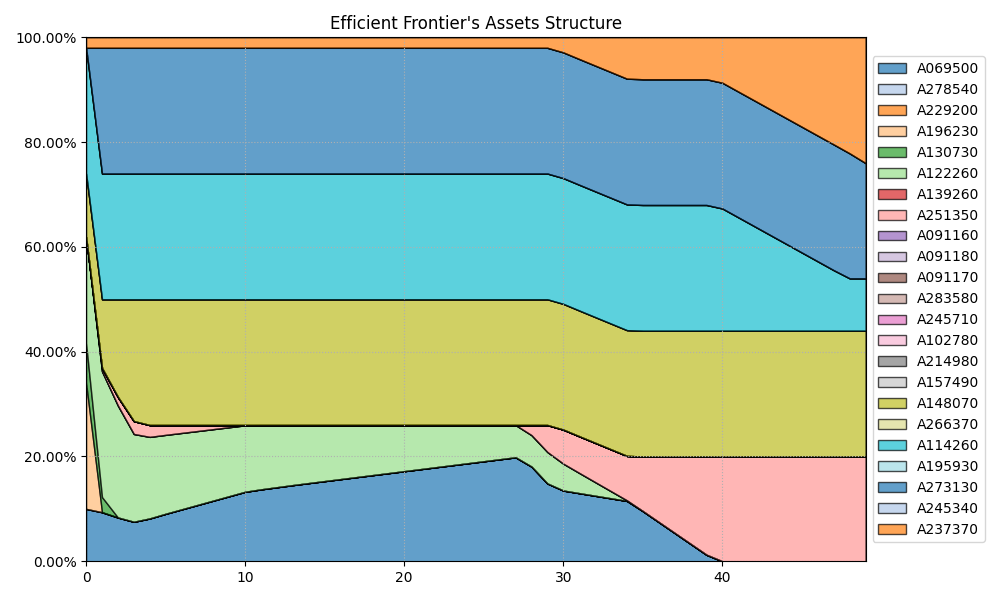 Efficient Frontier's Assets Structure
100.00%
80.00%
60.00%
40.00%
20.00%
0.00%
0
10
20
30
40
A069500
A278540
A229200
A196230
A130730
A122260
A139260
A251350
A091160
A091180
A091170
A283580
A245710
A102780
A214980
A157490
A148070
A266370
A114260
A195930
A273130
A245340
A237370